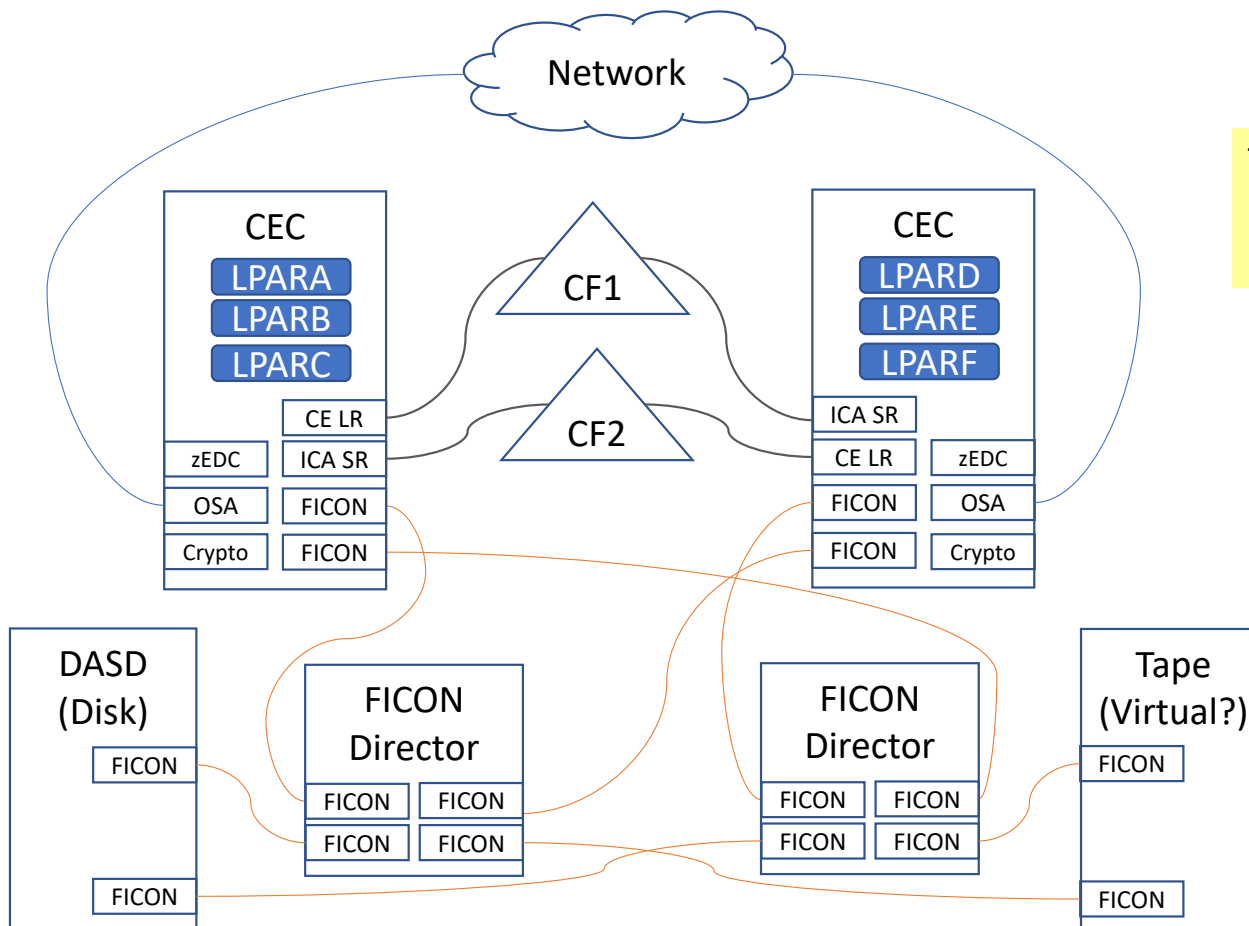 Network
CEC
LPARA
LPARB
LPARC
CE LR
zEDC
ICA SR
OSA
FICON
Crypto
FICON
CF1
CF2
CEC
LPARD
LPARE
LPARF
ICA SR
CE LR
zEDC
FICON
OSA
FICON
Crypto
DASD
(Disk)
FICON
FICON
FICON
Director
FICON
FICON
FICON
FICON
FICON
Director
FICON
FICON
FICON
FICON
Tape
(Virtual?)
FICON
FICON